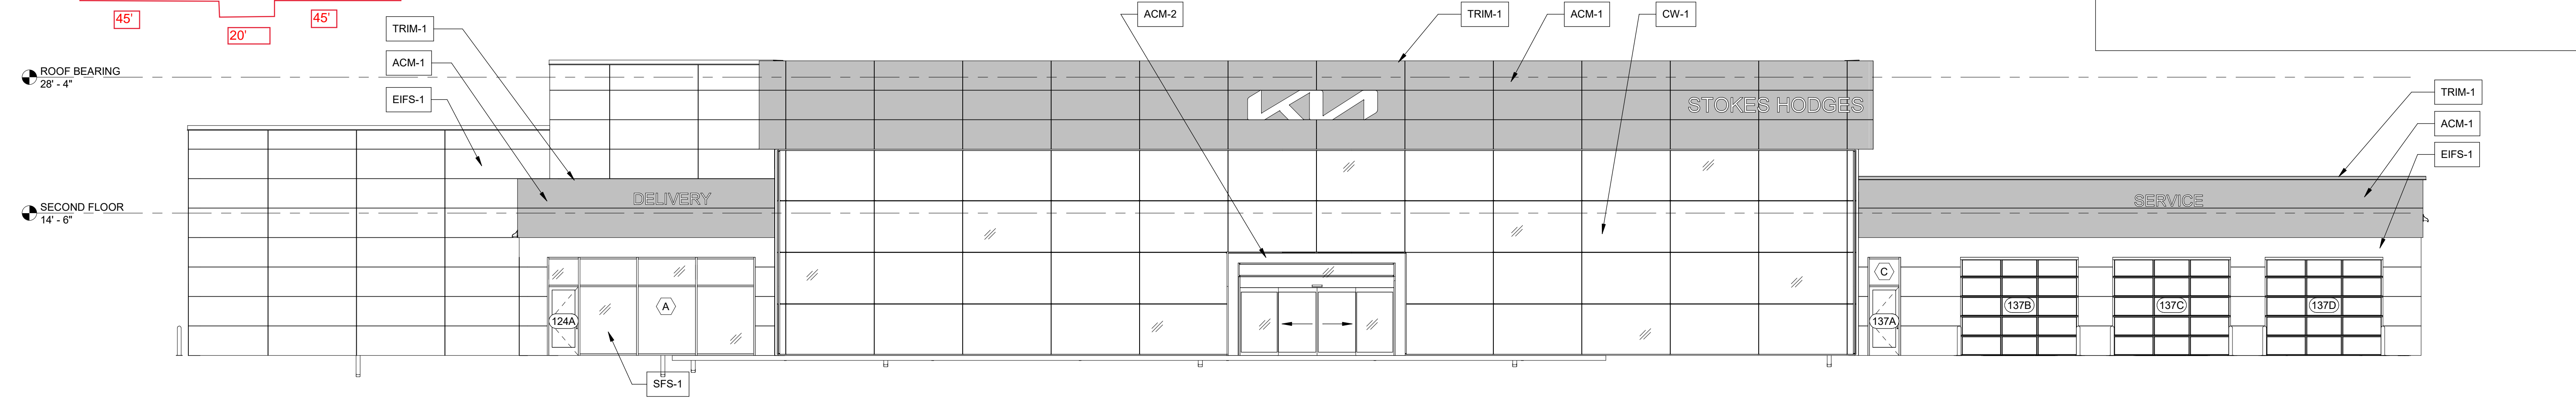 45'
20'
45'
TRIM-1
ACM-1
EIFS-1
ACM-2
TRIM-1
ACM-1
CW-1
ROOF BEARING
28' - 4"
KIA
STOKES HODGES
TRIM-1
ACM-1
EIFS-1
SECOND FLOOR
14' - 6"
DELIVERY
SERVICE
A
C
124A
137A
137B
137C
137D
SFS-1